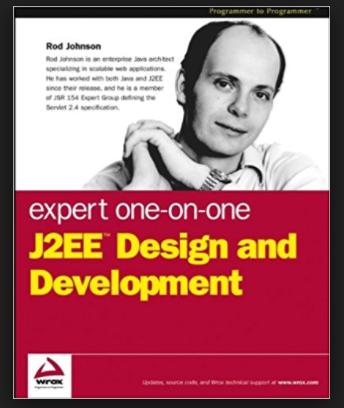 Programmer to Programmer™
Rod Johnson
Rod Johnson is an enterprise Java architect
specializing in scalable web applications.
He has worked with both Java and J2EE
since their release, and he is a member
of JSR 154 Expert Group defining the
Servlet 2.4 specification.
expert one-on-one
J2EE™ Design and
Development
wrox
Programmer to Programmer
Updates, source code, and Wrox technical support at www.wrox.com